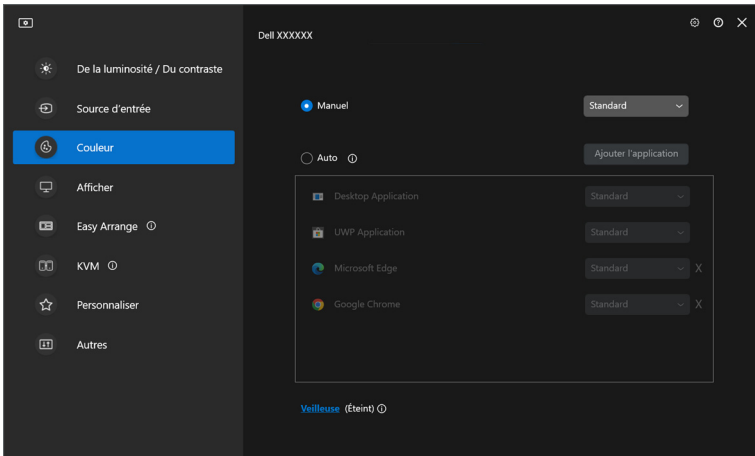 Dell XXXXXX
De la luminosité / Du contraste
Source d'entrée
Couleur
Afficher
Easy Arrange
KVM
Personnaliser
Autres
Manuel
Standard
Auto
Ajouter l'application
Desktop Application
Standard
UWP Application
Standard
Microsoft Edge
Standard
X
Google Chrome
Standard
X
Veilleuse (Éteint)